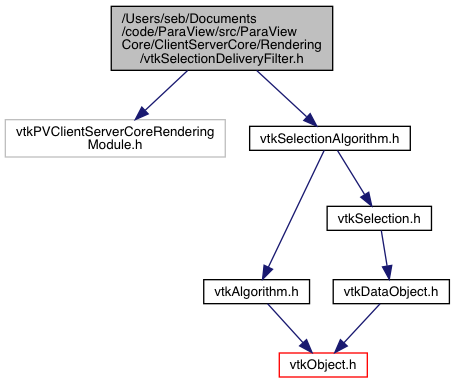 /Users/seb/Documents
/code/ParaView/src/ParaView
Core/ClientServerCore/Rendering
/vtkSelectionDeliveryFilter.h
vtkPVClientServerCoreRendering
Module.h
vtkSelectionAlgorithm.h
vtkSelection.h
vtkAlgorithm.h
vtkDataObject.h
vtkObject.h